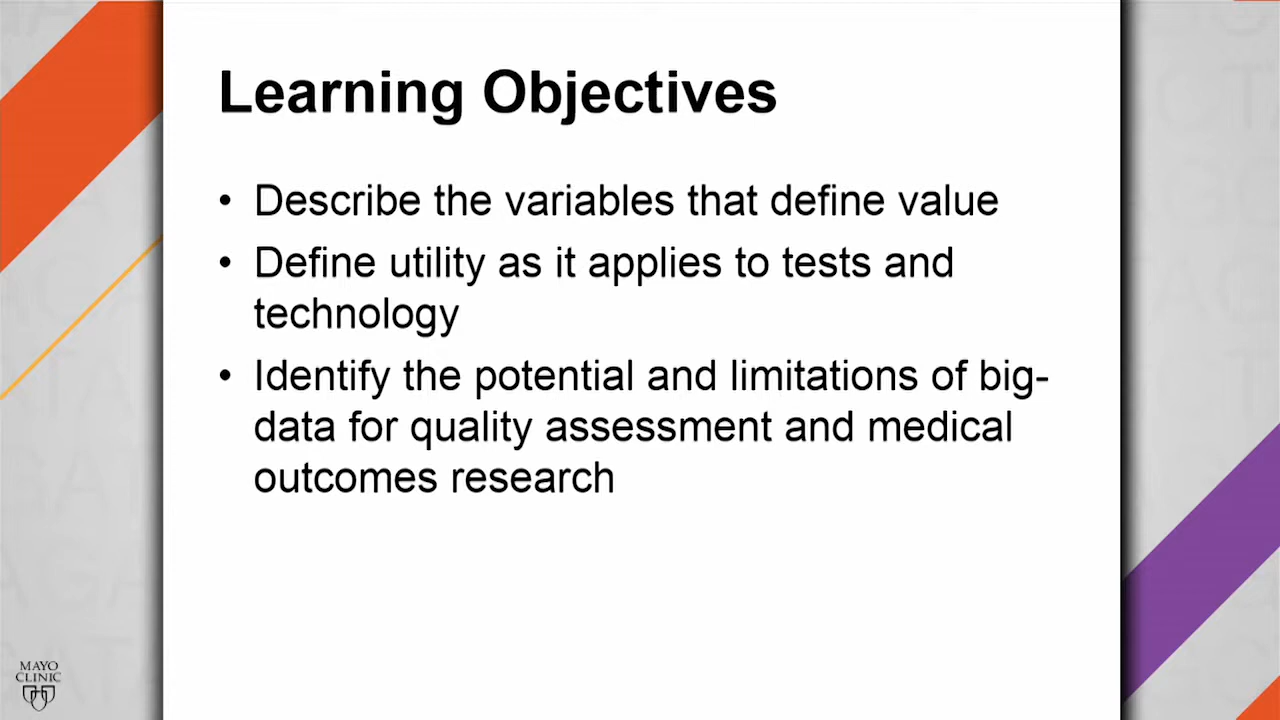 Learning Objectives
• Describe the variables that define value
• Define utility as it applies to tests and
technology
• Identify the potential and limitations of big-
data for quality assessment and medical
outcomes research
MAYO
CLINIC